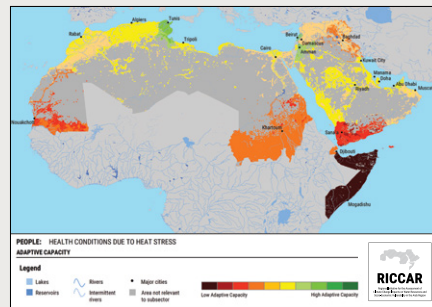 Algiers
Tunis
Rabat
Tripoli
Cairo
Beirut
Damascus
Amman
Baghdad
Kuwait City
Manama
Doha
Riyadh
Abu Dhabi
Muscat
Nouakchott
Khartoum
Sanaa
Djibouti
Mogadishu
PEOPLE: HEALTH CONDITIONS DUE TO HEAT STRESS
ADAPTIVE CAPACITY
Legend
Lakes
Reservoirs
Rivers
Intermittent rivers
Major cities
Area not relevant to subsector
Low Adaptive Capacity
High Adaptive Capacity
RICCAR